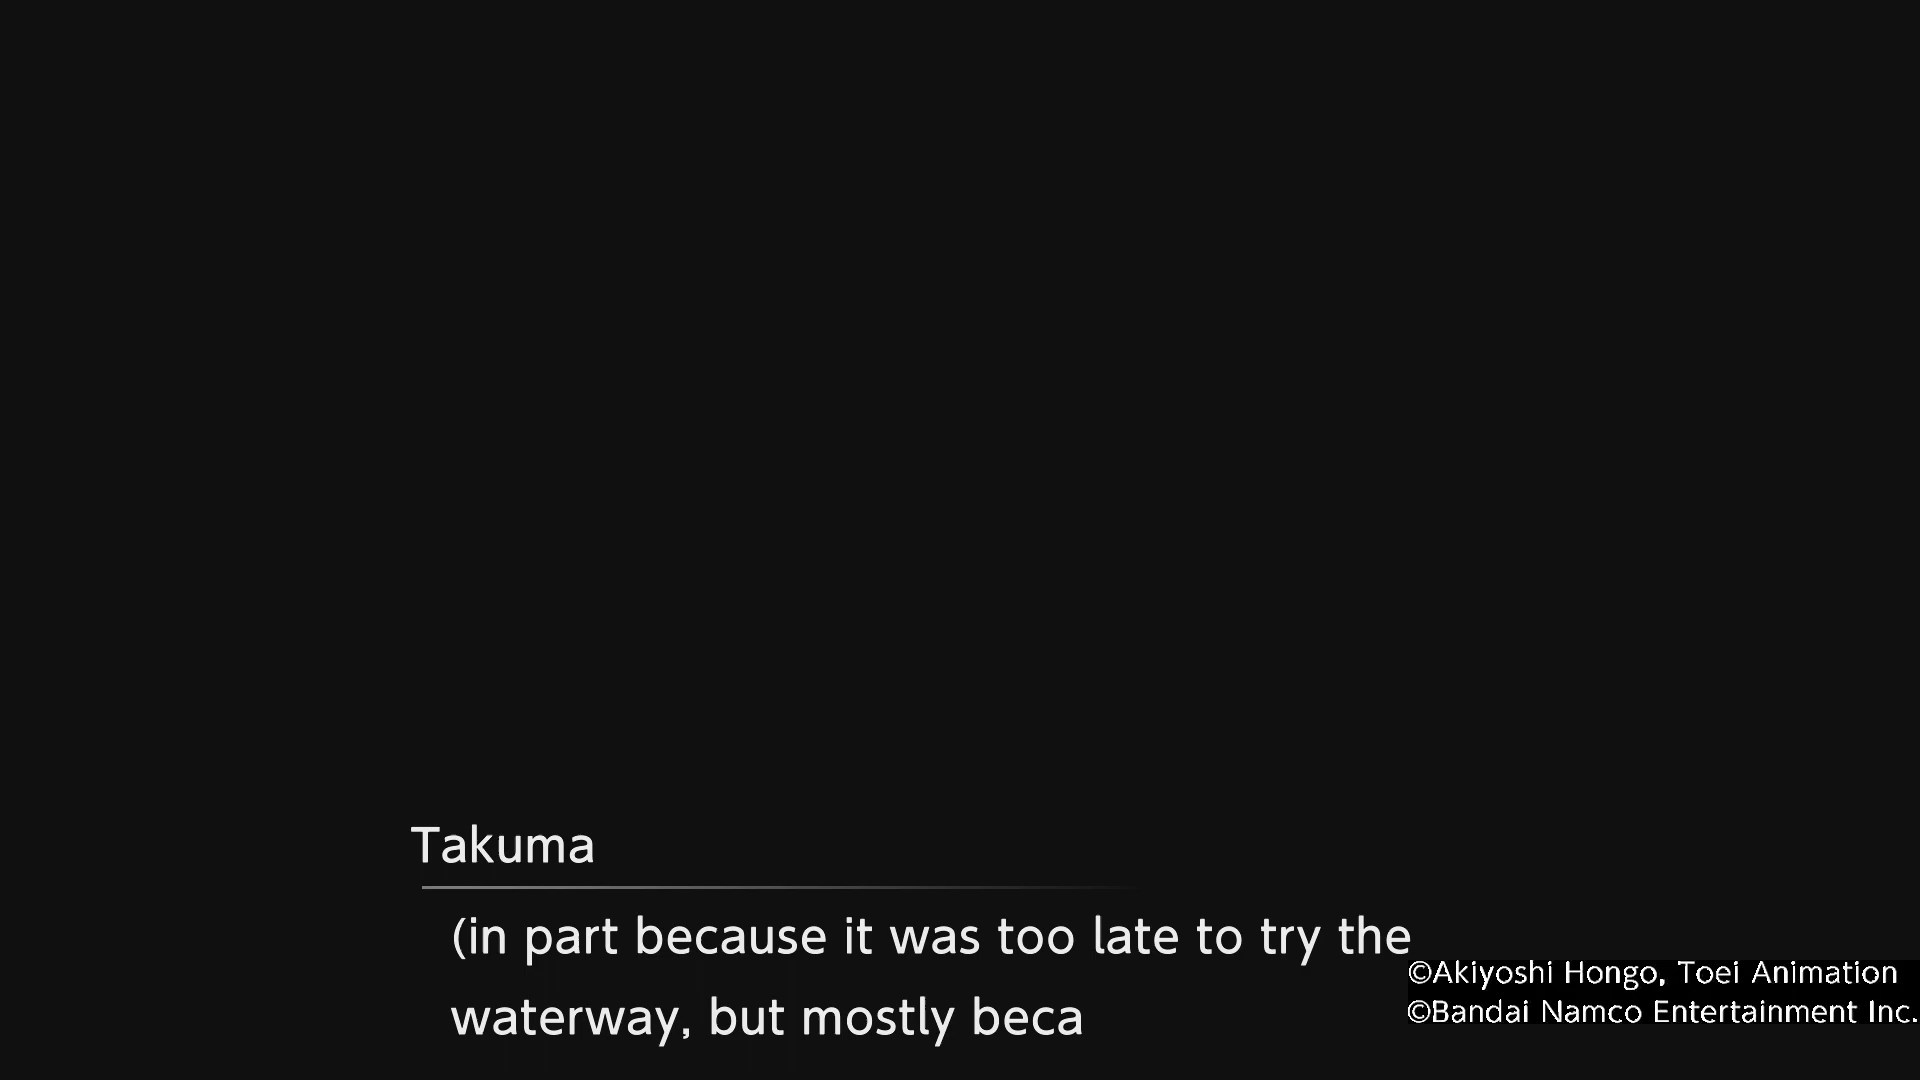 Takuma
(in part because it was too late to try the
waterway, but mostly beca
©Akiyoshi Hongo, Toei Animation
©Bandai Namco Entertainment Inc.